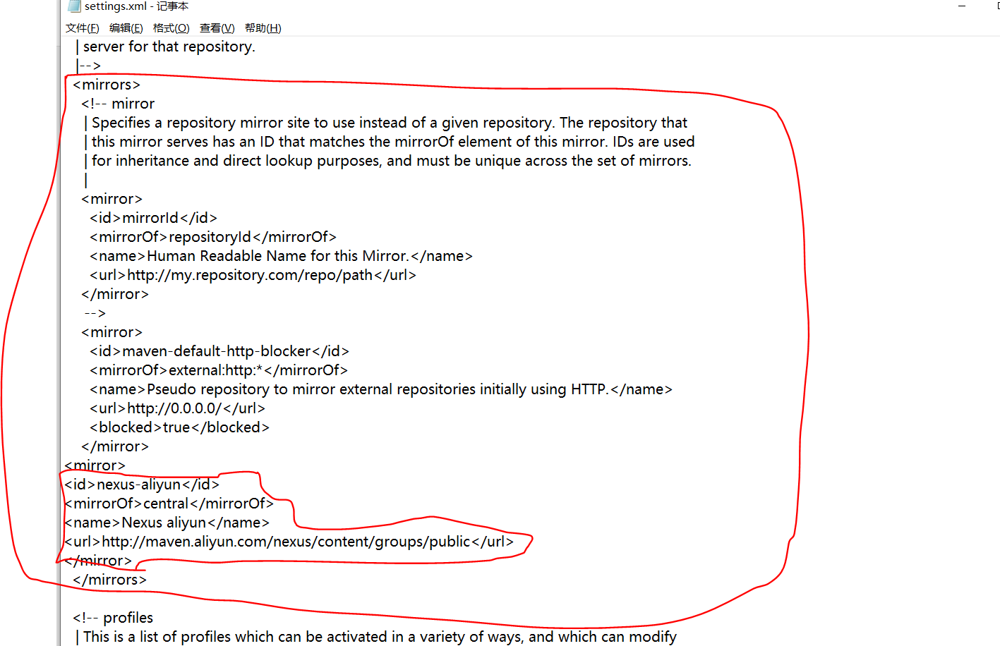 settings.xml - 记事本
文件(F) 编辑(E) 格式(O) 查看(V) 帮助(H)
| server for that repository.
|-->
<mirrors>
<!-- mirror
| Specifies a repository mirror site to use instead of a given repository. The repository that
| this mirror serves has an ID that matches the mirrorOf element of this mirror. IDs are used
| for inheritance and direct lookup purposes, and must be unique across the set of mirrors.
|
<mirror>
<id>mirrorId</id>
<mirrorOf>repositoryId</mirrorOf>
<name>Human Readable Name for this Mirror.</name>
<url>http://my.repository.com/repo/path</url>
</mirror>
-->
<mirror>
<id>maven-default-http-blocker</id>
<mirrorOf>external:http:*</mirrorOf>
<name>Pseudo repository to mirror external repositories initially using HTTP.</name>
<url>http://0.0.0.0/</url>
<blocked>true</blocked>
</mirror>
<mirror>
<id>nexus-aliyun</id>
<mirrorOf>central</mirrorOf>
<name>Nexus aliyun</name>
<url>http://maven.aliyun.com/nexus/content/groups/public</url>
</mirror>
</mirrors>
<!-- profiles
| This is a list of profiles which can be activated in a variety of ways, and which can modify